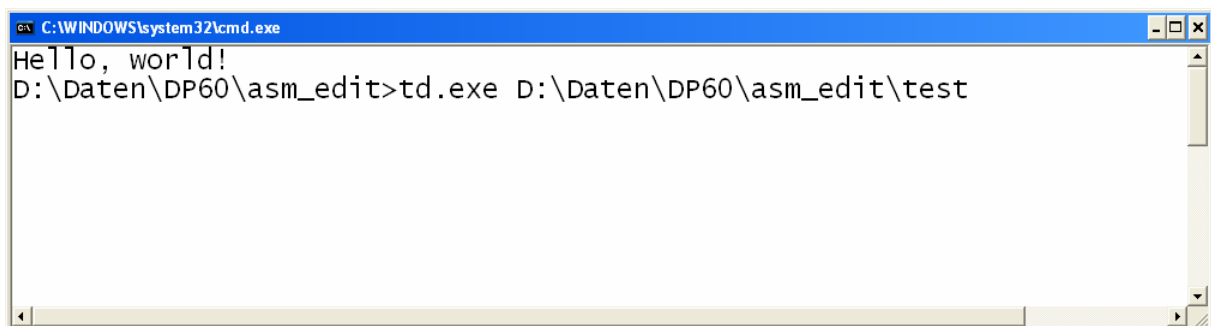 C:\WINDOWS\system32\cmd.exe
Hello, world!
D:\Daten\DP60\asm_edit>td.exe D:\Daten\DP60\asm_edit\test